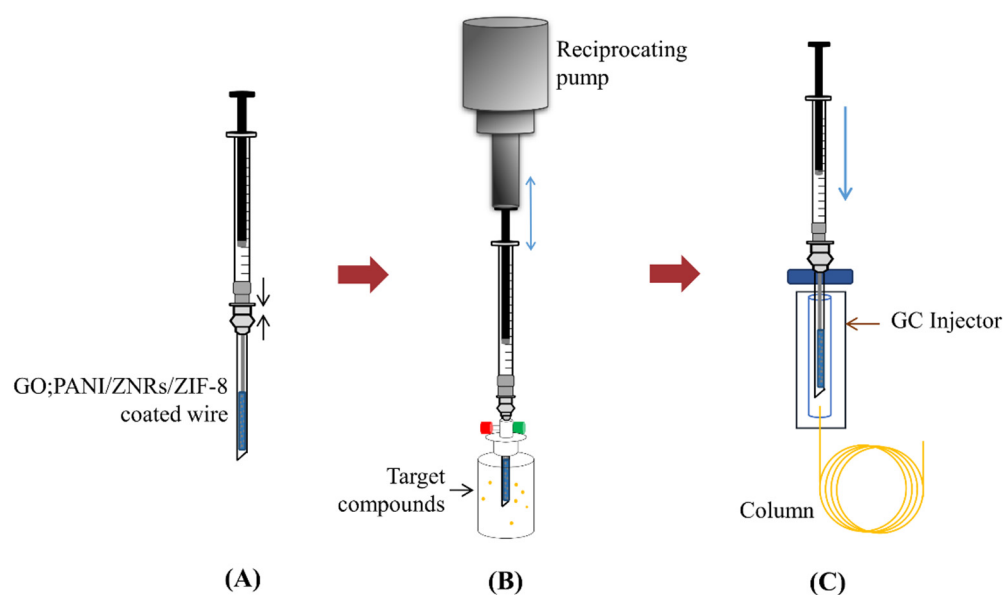 Reciprocating
pump
GO;PANI/ZNRs/ZIF-8
coated wire
Target
compounds
GC Injector
Column
(A)
(B)
(C)